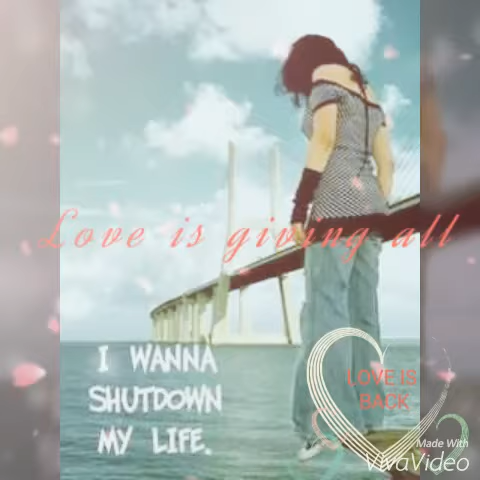 Love is giving all
I WANNA
SHUTDOWN
MY LIFE.
LOVE IS
BACK
Made With
VivaVideo